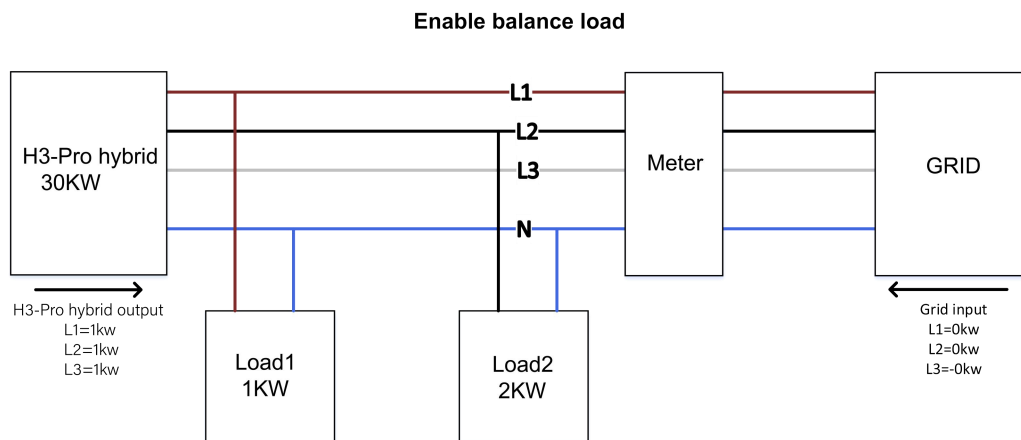 Enable balance load
L1
L2
L3
N
H3-Pro hybrid
30KW
Meter
GRID
H3-Pro hybrid output
L1=1kw
L2=1kw
L3=1kw
Grid input
L1=0kw
L2=0kw
L3=-0kw
Load1
1KW
Load2
2KW